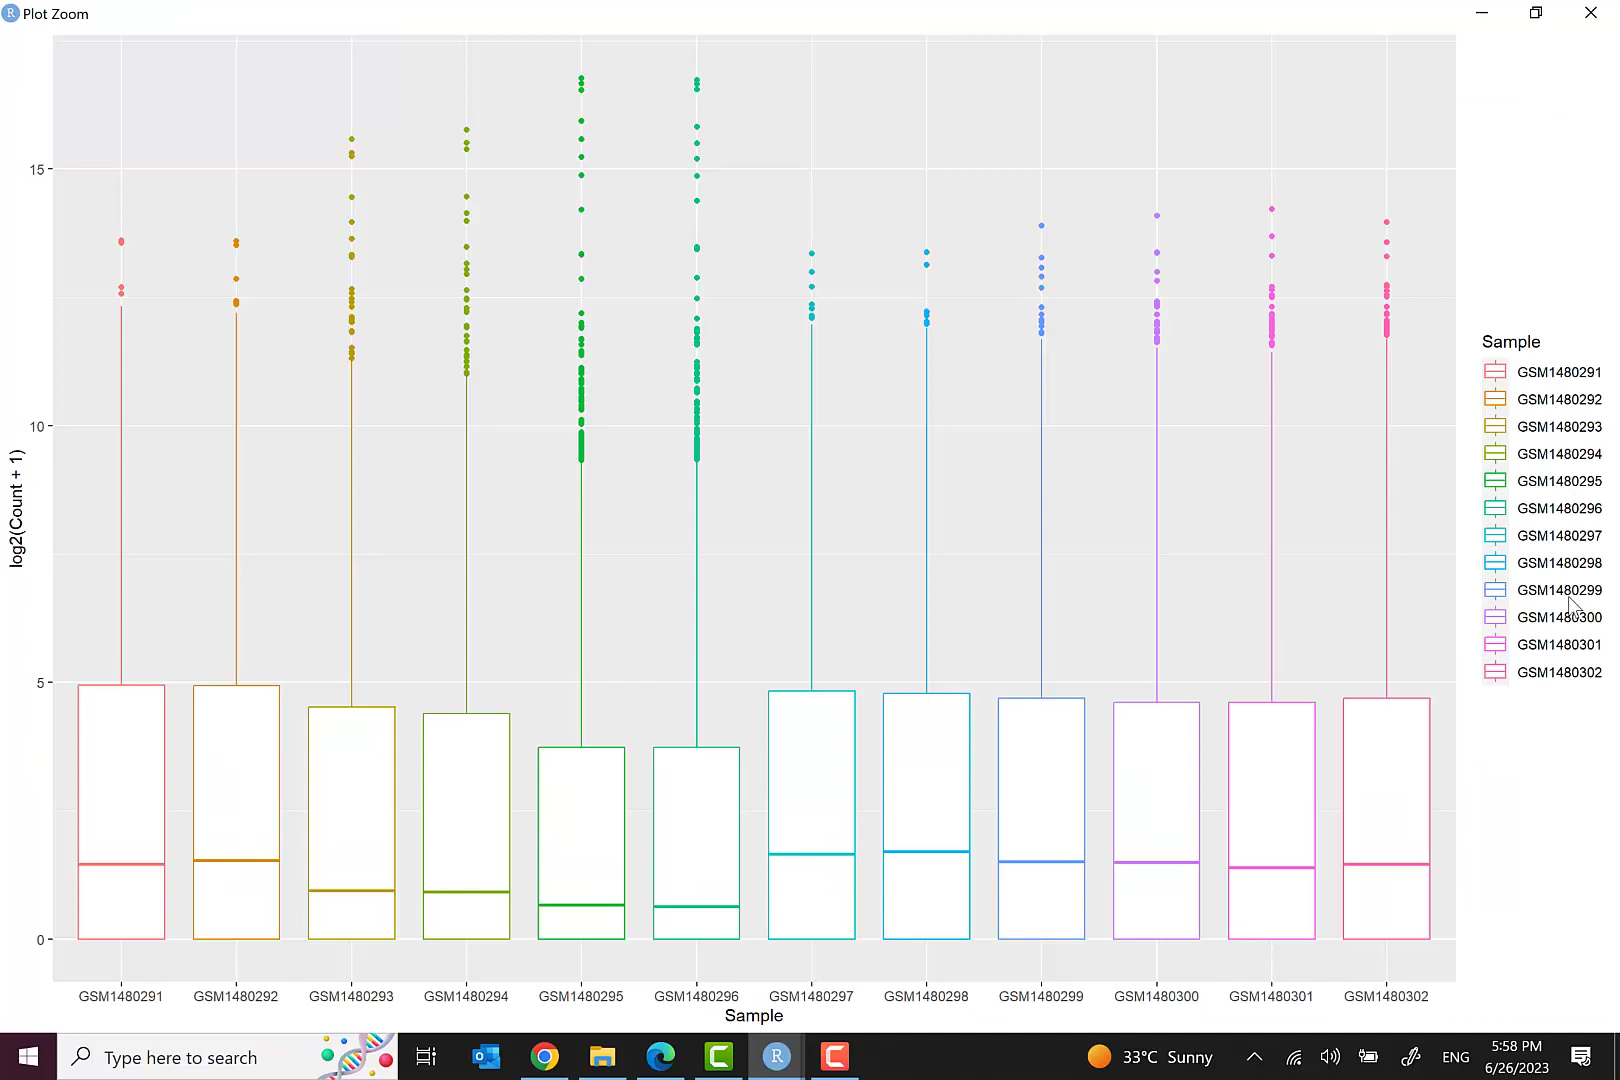 R Plot Zoom
15
10
5
0
log2(Count + 1)
GSM1480291 GSM1480292 GSM1480293 GSM1480294 GSM1480295 GSM1480296 GSM1480297 GSM1480298 GSM1480299 GSM1480300 GSM1480301 GSM1480302
Sample
Sample
GSM1480291
GSM1480292
GSM1480293
GSM1480294
GSM1480295
GSM1480296
GSM1480297
GSM1480298
GSM1480299
GSM1480300
GSM1480301
GSM1480302
Type here to search
R
33°C Sunny
ENG
5:58 PM
6/26/2023